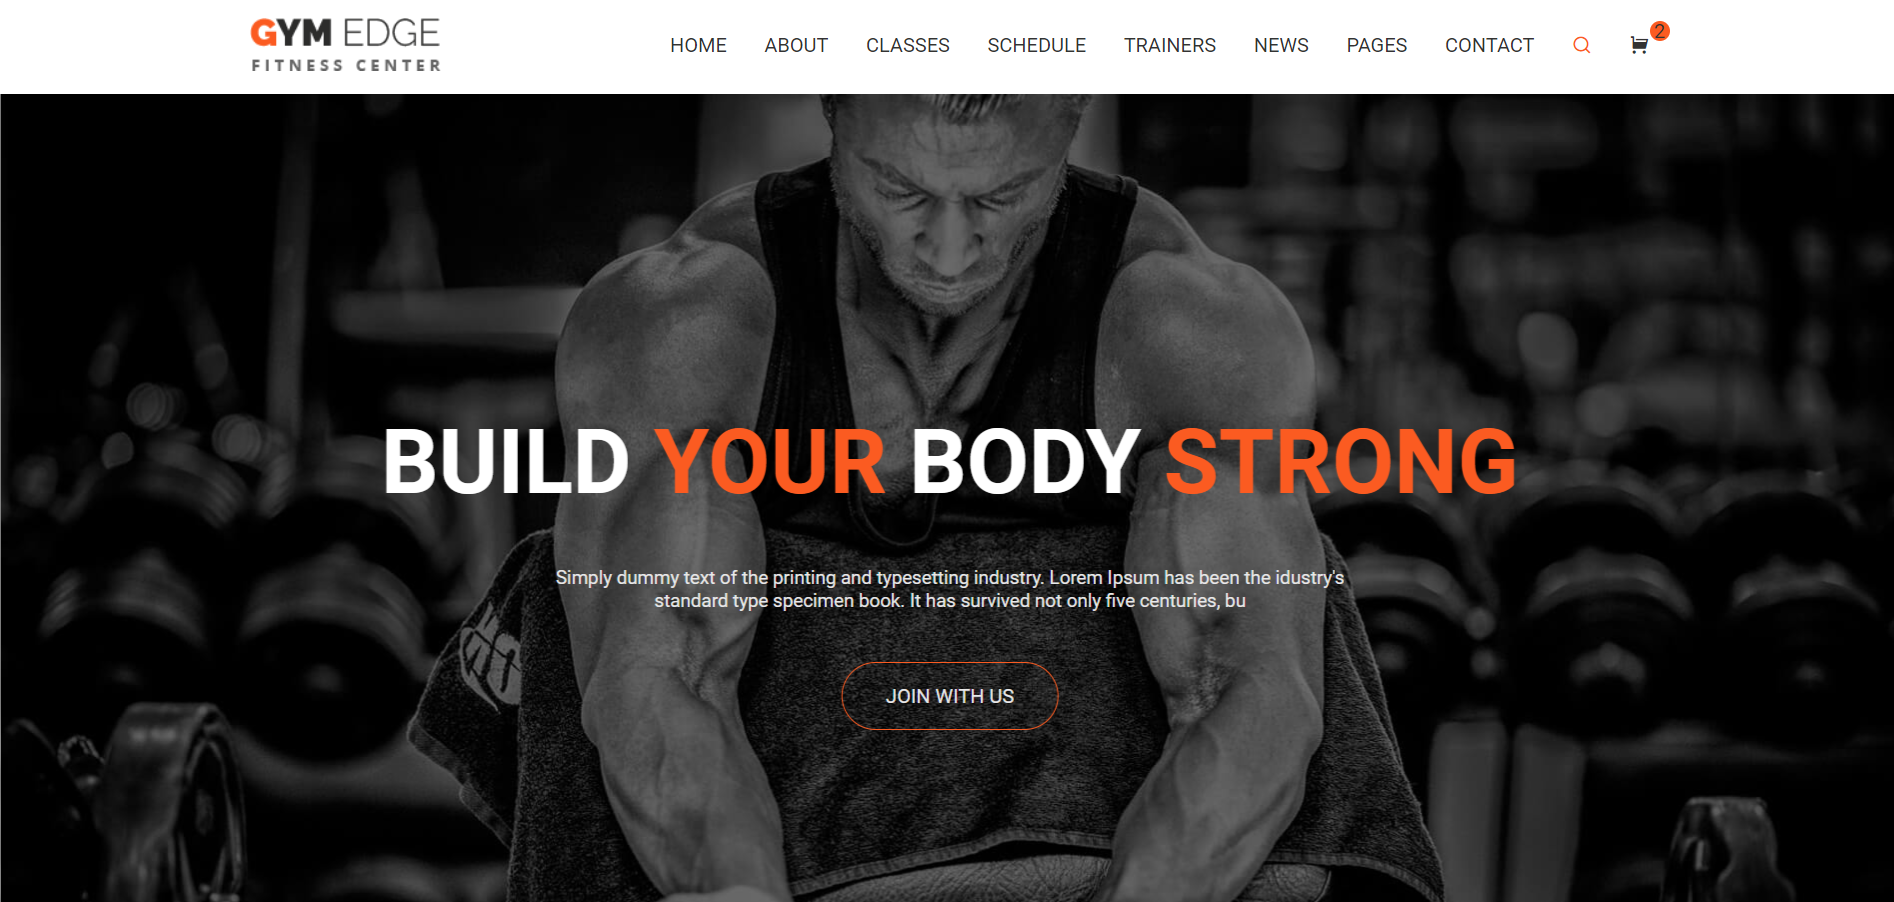 GYM EDGE
FITNESS CENTER
HOME ABOUT CLASSES SCHEDULE TRAINERS NEWS PAGES CONTACT 2
BUILD YOUR BODY STRONG
Simply dummy text of the printing and typesetting industry. Lorem Ipsum has been the idustry's
standard type specimen book. It has survived not only five centuries, bu
JOIN WITH US